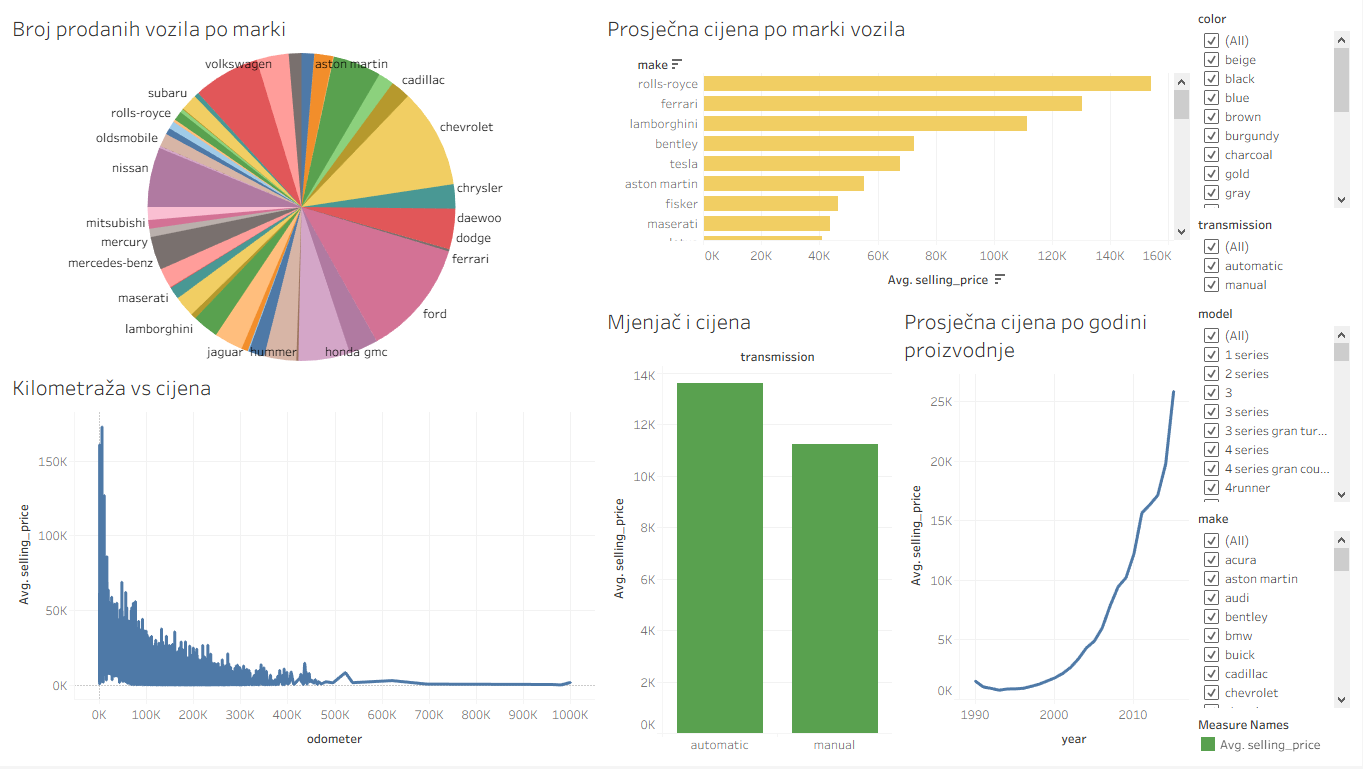 Broj prodanih vozila po marki
volkswagen
aston martin
cadillac
subaru
rolls-royce
chevrolet
oldsmobile
nissan
chrysler
daewoo
mitsubishi
dodge
mercury
ferrari
mercedes-benz
maserati
ford
lamborghini
jaguar
hummer
honda
gmc
Prosječna cijena po marki vozila
make
rolls-royce
ferrari
lamborghini
bentley
tesla
aston martin
fisker
maserati
0K 20K 40K 60K 80K 100K 120K 140K 160K
Avg. selling_price
Kilometraža vs cijena
150K
100K
50K
0K
Avg. selling_price
0K 100K 200K 300K 400K 500K 600K 700K 800K 900K 1000K
odometer
Mjenjač i cijena
transmission
14K
12K
10K
8K
6K
4K
2K
0K
Avg. selling_price
automatic manual
Prosječna cijena po godini
proizvodnje
25K
20K
15K
10K
5K
0K
Avg. selling_price
1990 2000 2010
year
color
(All)
beige
black
blue
brown
burgundy
charcoal
gold
gray
transmission
(All)
automatic
manual
model
(All)
1 series
2 series
3
3 series
3 series gran tur...
4 series
4 series gran cou...
4runner
make
(All)
acura
aston martin
audi
bentley
bmw
buick
cadillac
chevrolet
Measure Names
Avg. selling_price